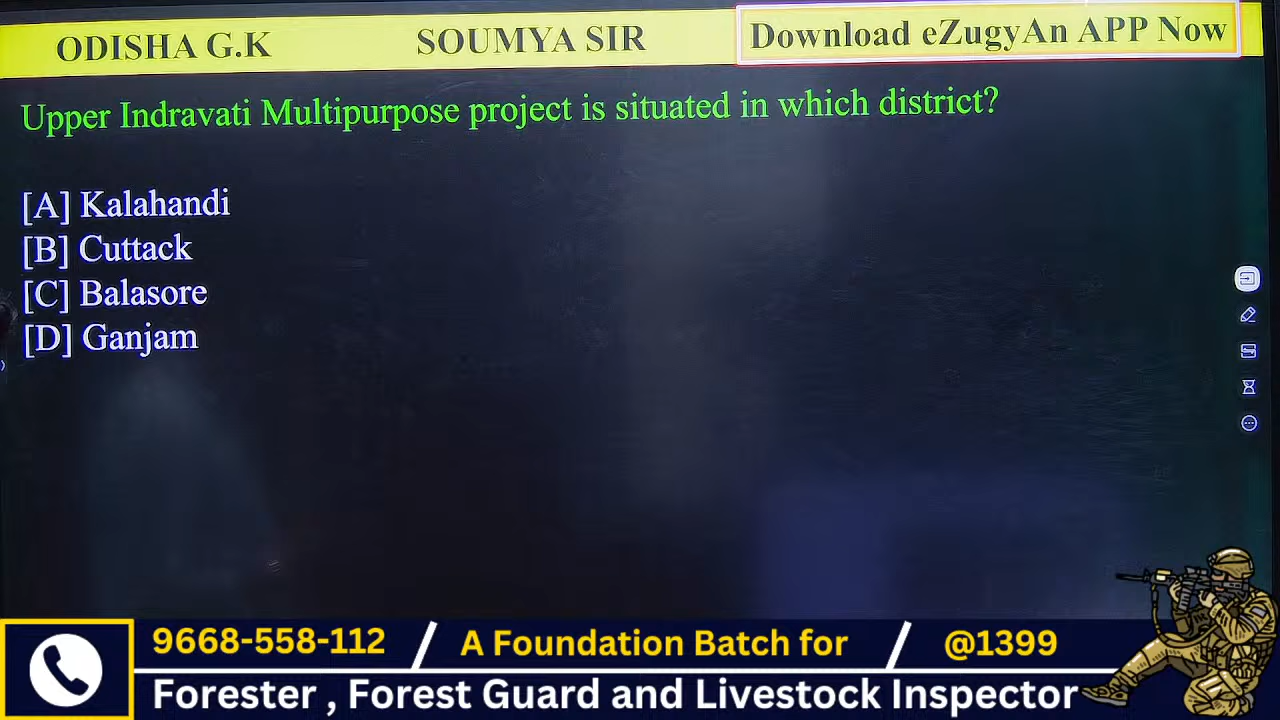 ODISHA G.K SOUMYA SIR Download eZugyAn APP Now
Upper Indravati Multipurpose project is situated in which district?
[A] Kalahandi
[B] Cuttack
[C] Balasore
[D] Ganjam
9668-558-112 / A Foundation Batch for / @1399
Forester , Forest Guard and Livestock Inspector